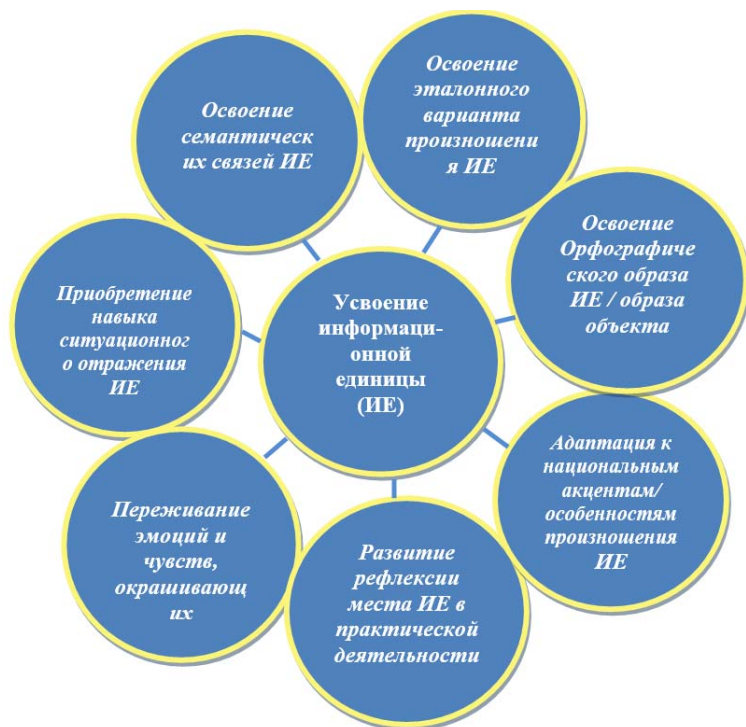 Освоение
эталонного
варианта
произношени
я ИЕ
Освоение
семантическ
их связей ИЕ
Освоение
Орфографиче
ского образа
ИЕ / образа
объекта
Приобретение
навыка
ситуационног
о отражения
ИЕ
Усвоение
информаци-
онной
единицы
(ИЕ)
Адаптация к
национальным
акцентам/
особенностям
произношения
ИЕ
Переживание
эмоций и
чувств,
окрашивающ
их
Развитие
рефлексии
места ИЕ в
практической
деятельности